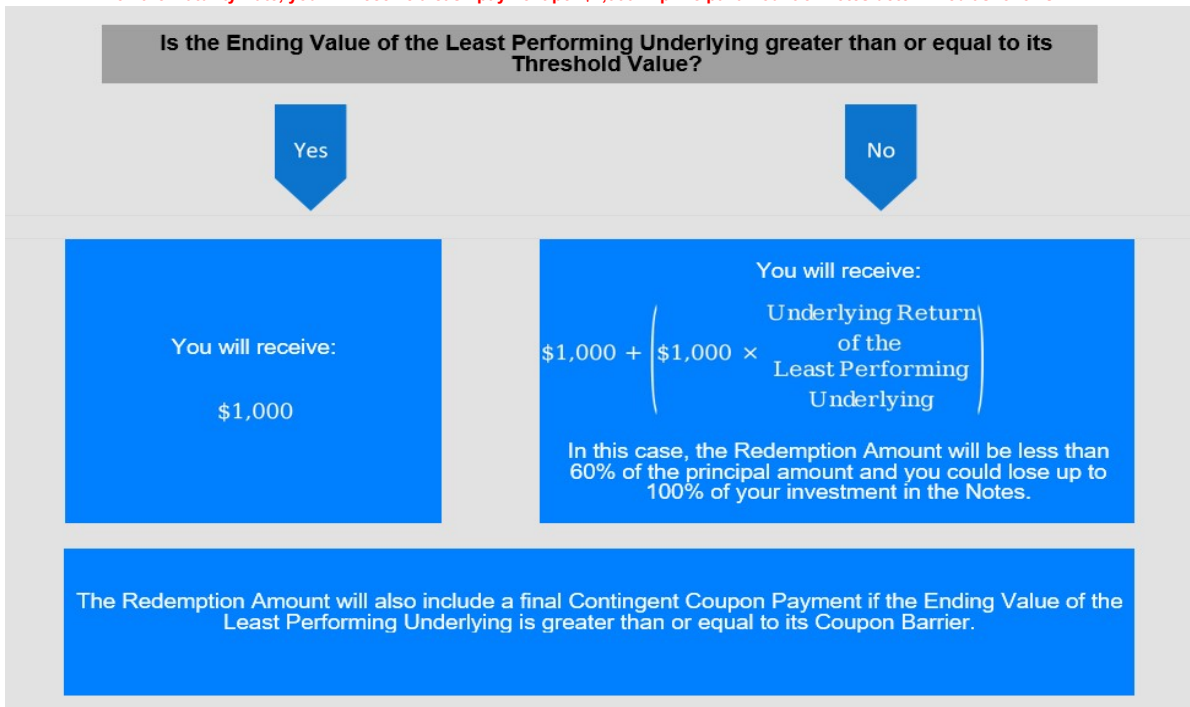 Is the Ending Value of the Least Performing Underlying greater than or equal to its
Threshold Value?
Yes
No
You will receive:
$1,000
You will receive:
$1,000 + ($1,000 × Underlying Return
of the
Least Performing
Underlying)
In this case, the Redemption Amount will be less than
60% of the principal amount and you could lose up to
100% of your investment in the Notes.
The Redemption Amount will also include a final Contingent Coupon Payment if the Ending Value of the
Least Performing Underlying is greater than or equal to its Coupon Barrier.